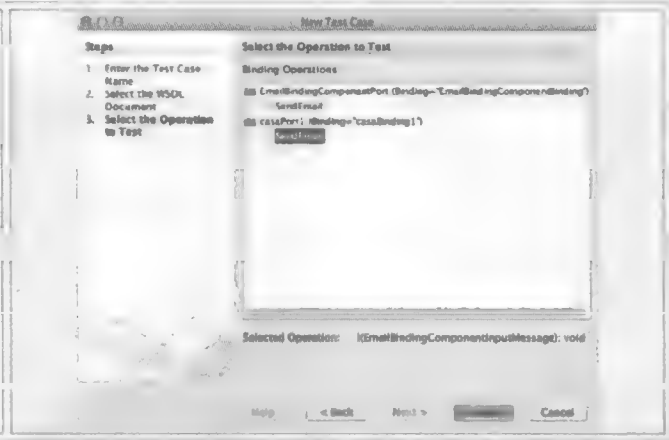 New Test Case
Steps
Select the Operation to Test
1. Enter the Test Case
Name
2. Select the WSDL
Document
3. Select the Operation
to Test
Binding Operations
EmailBindingComponentPort (Binding="EmailBindingComponentBinding")
SendEmail
casaPort1 (Binding="casaBinding1")
SendEmail
Selected Operation: l(EmailBindingComponentInputMessage): void
Help
< Back
Next >
Cancel